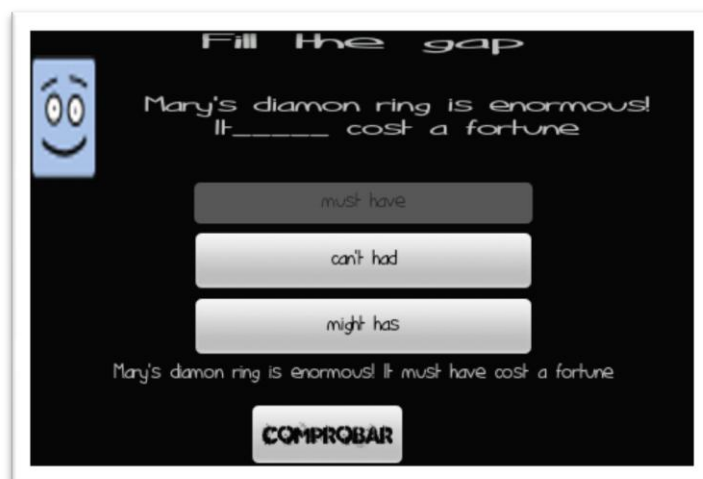 Fill the gap
Mary's diamon ring is enormous!
It_____ cost a fortune
must have
can't had
might has
Mary's diamon ring is enormous! It must have cost a fortune
COMPROBAR